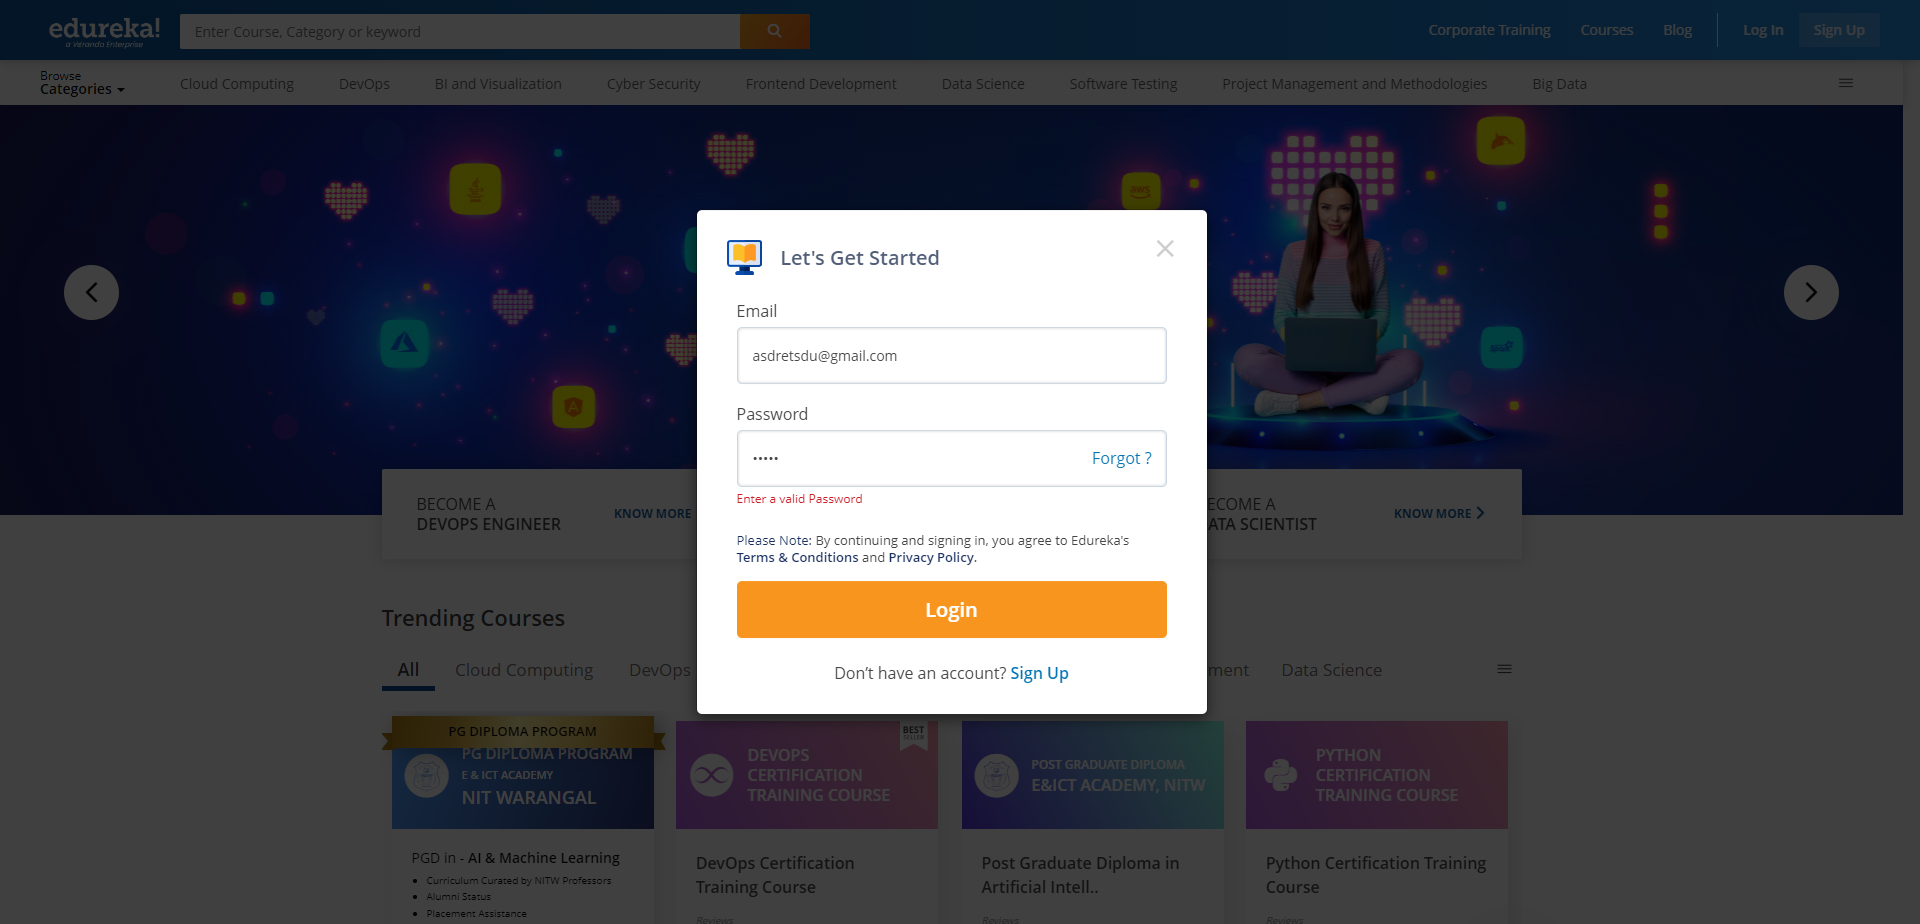 edureka!
a Veranda Enterprise
Enter Course, Category or keyword
Corporate Training
Courses
Blog
Log In
Sign Up
Browse
Categories
Cloud Computing
DevOps
BI and Visualization
Cyber Security
Frontend Development
Data Science
Software Testing
Project Management and Methodologies
Big Data
aws
Let's Get Started
Email
asdretsdu@gmail.com
Password
•••••
Forgot ?
Enter a valid Password
Please Note: By continuing and signing in, you agree to Edureka's
Terms & Conditions and Privacy Policy.
Login
Don't have an account? Sign Up
BECOME A
DEVOPS ENGINEER
KNOW MORE
ECOME A
ATA SCIENTIST
KNOW MORE
Trending Courses
All
Cloud Computing
DevOps
ment
Data Science
PG DIPLOMA PROGRAM
PG DIPLOMA PROGRAM
E & ICT ACADEMY
NIT WARANGAL
PGD in - AI & Machine Learning
Curriculum Curated by NITW Professors
Alumni Status
Placement Assistance
BEST
SELLER
DEVOPS
CERTIFICATION
TRAINING COURSE
DevOps Certification
Training Course
Reviews
POST GRADUATE DIPLOMA
E&ICT ACADEMY, NITW
Post Graduate Diploma in
Artificial Intell..
Reviews
PYTHON
CERTIFICATION
TRAINING COURSE
Python Certification Training
Course
Reviews